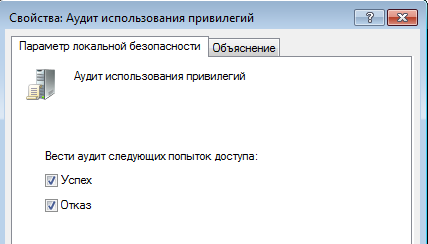 Свойства: Аудит использования привилегий
Параметр локальной безопасности Объяснение
Аудит использования привилегий
Вести аудит следующих попыток доступа:
Успех
Отказ